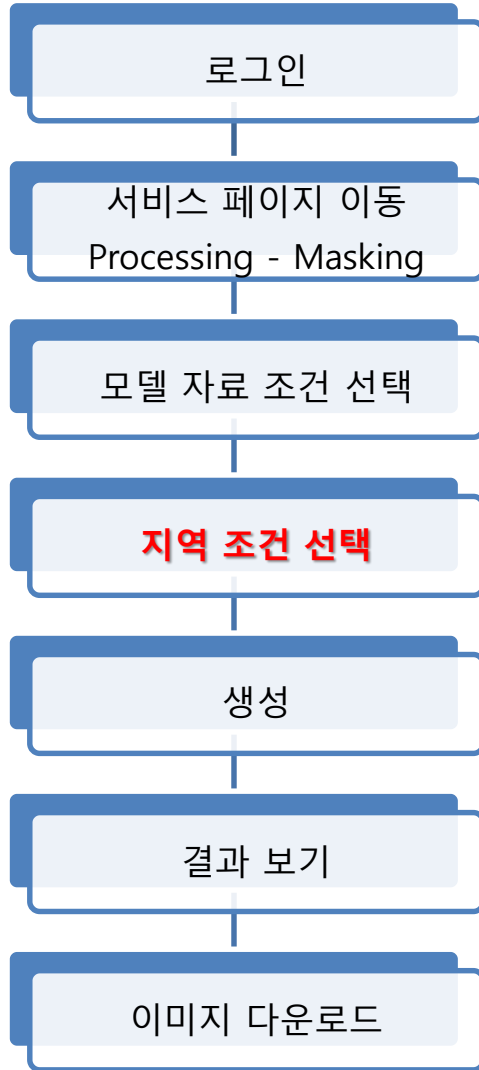 로그인
서비스 페이지 이동
Processing - Masking
모델 자료 조건 선택
지역 조건 선택
생성
결과 보기
이미지 다운로드